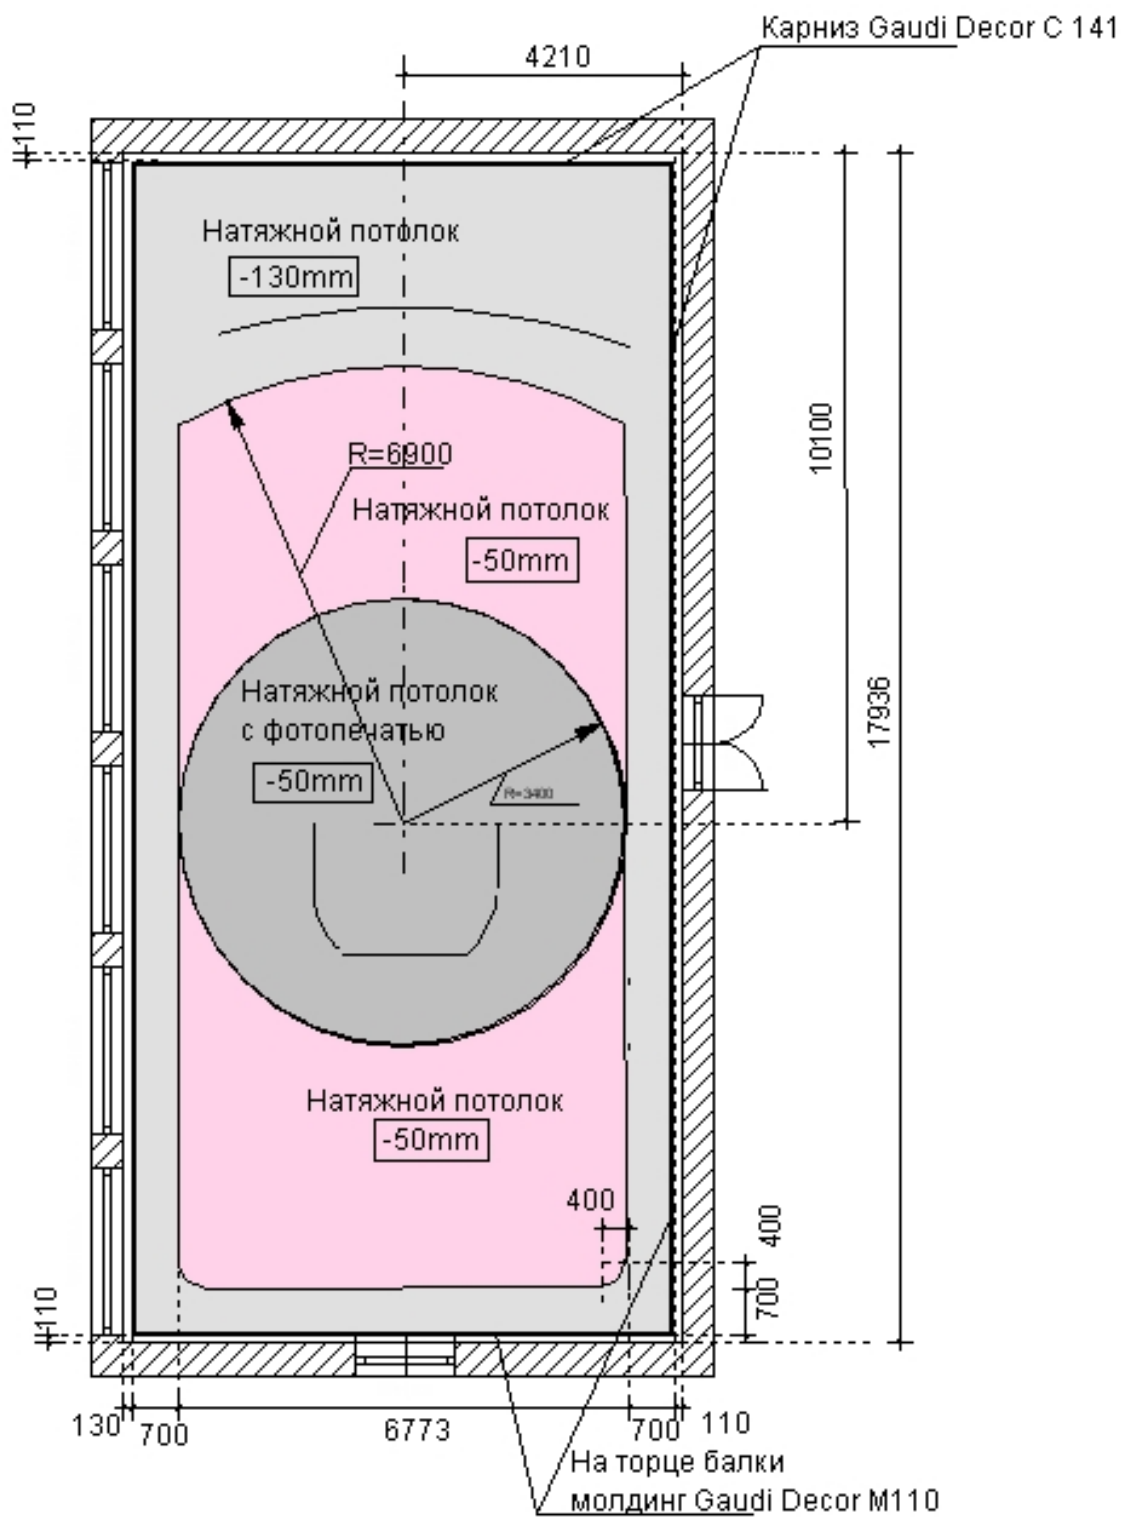 Карниз Gaudi Decor C 141
4210
110
Натяжной потолок
-130mm
10100
R=6900
Натяжной потолок
-50mm
17936
Натяжной потолок
с фотопечатью
-50mm
R=3400
Натяжной потолок
-50mm
400
400
700
110
130
700
6773
700
110
На торце балки
молдинг Gaudi Decor M110